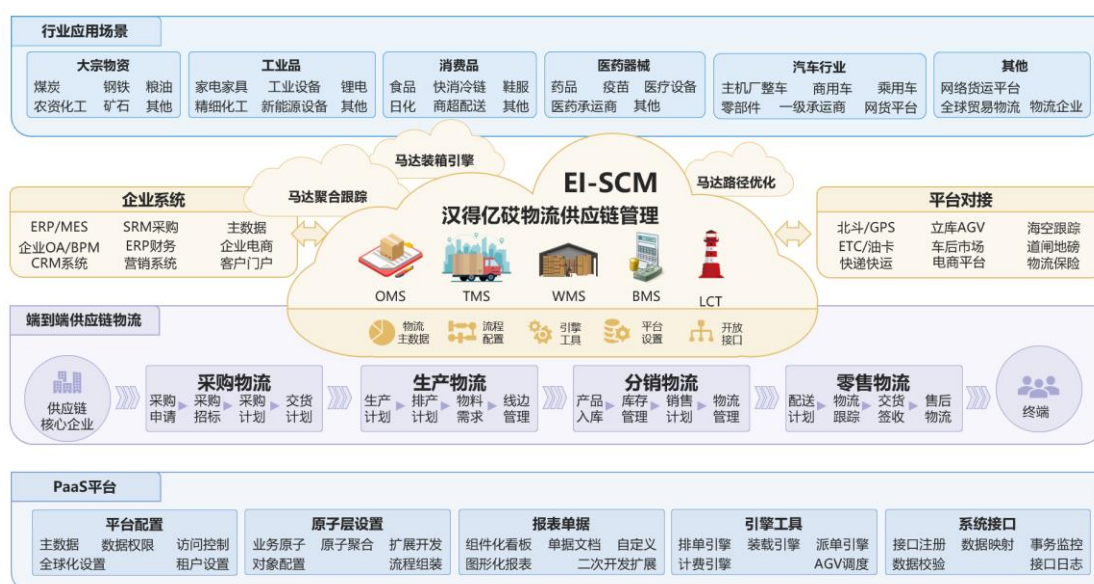 行业应用场景
大宗物资
煤炭 钢铁 粮油
农资化工 矿石 其他
工业品
家电家具 工业设备 锂电
精细化工 新能源设备 其他
消费品
食品 快消冷链 鞋服
日化 商超配送 其他
医药器械
药品 疫苗 医疗设备
医药承运商 其他
汽车行业
主机厂整车 商用车 乘用车
零部件 一级承运商 网货平台
其他
网络货运平台
全球贸易物流 物流企业
马达装箱引擎
马达聚合跟踪
马达路径优化
EI-SCM
汉得亿砹物流供应链管理
OMS TMS WMS BMS LCT
物流
主数据
流程
配置
引擎
工具
平台
设置
开放
接口
企业系统
ERP/MES SRM采购 主数据
企业OA/BPM ERP财务 企业电商
CRM系统 营销系统 客户门户
平台对接
北斗/GPS 立库AGV 海空跟踪
ETC/油卡 车后市场 道闸地磅
快递快运 电商平台 物流保险
端到端供应链物流
供应链
核心企业
采购物流
采购 采购 采购 交货
申请 招标 计划 计划
生产物流
生产 排产 物料 线边
计划 计划 需求 管理
分销物流
产品 库存 销售 物流
入库 管理 计划 管理
零售物流
配送 物流 交货 售后
计划 跟踪 签收 物流
终端
PaaS平台
平台配置
主数据 数据权限 访问控制
全球化设置 租户设置
原子层设置
业务原子 原子聚合 扩展开发
对象配置 流程组装
报表单据
组件化看板 单据文档 自定义
图形化报表 二次开发扩展
引擎工具
排单引擎 装载引擎 派单引擎
计费引擎 AGV调度
系统接口
接口注册 数据映射 事务监控
数据校验 接口日志